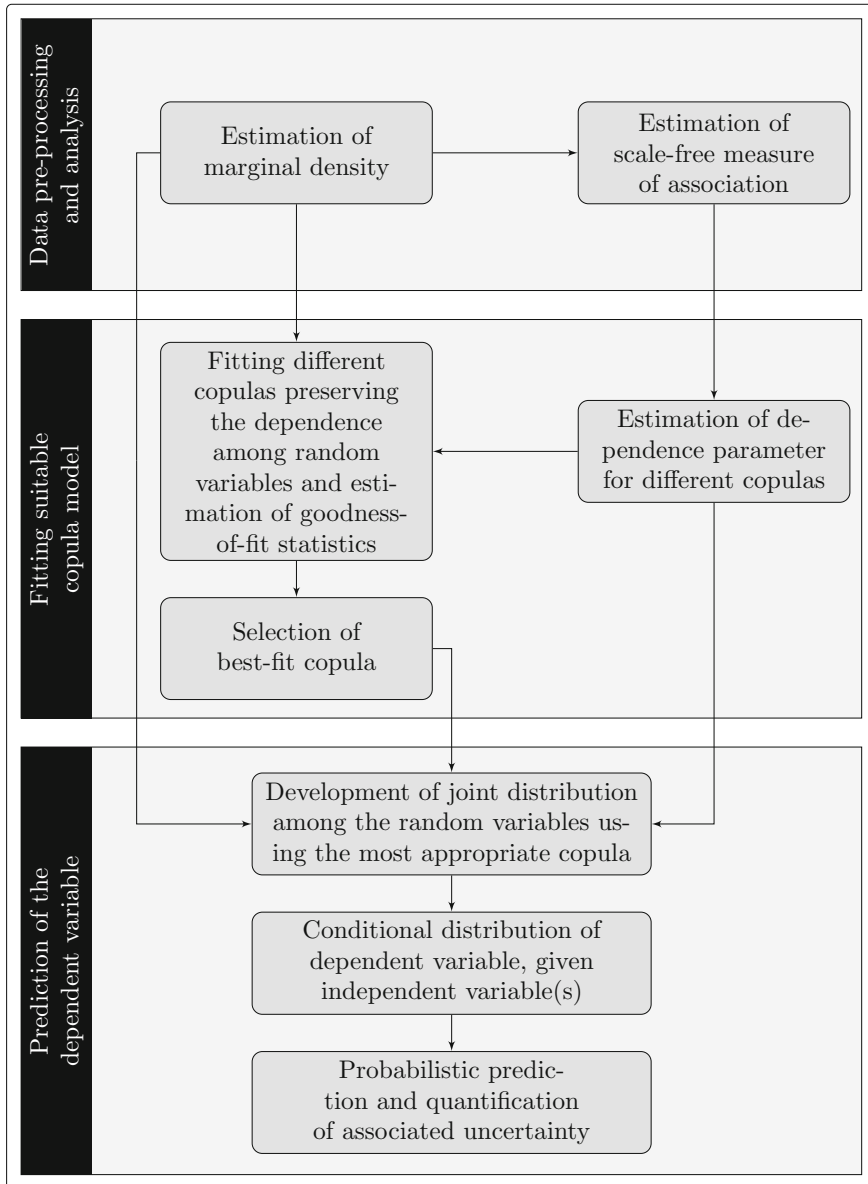 Data pre-processing
and analysis
Estimation of
marginal density
Estimation of
scale-free measure
of association
Fitting suitable
copula model
Fitting different
copulas preserving
the dependence
among random
variables and esti-
mation of goodness-
of-fit statistics
Estimation of de-
pendence parameter
for different copulas
Selection of
best-fit copula
Prediction of the
dependent variable
Development of joint distribution
among the random variables us-
ing the most appropriate copula
Conditional distribution of
dependent variable, given
independent variable(s)
Probabilistic predic-
tion and quantification
of associated uncertainty